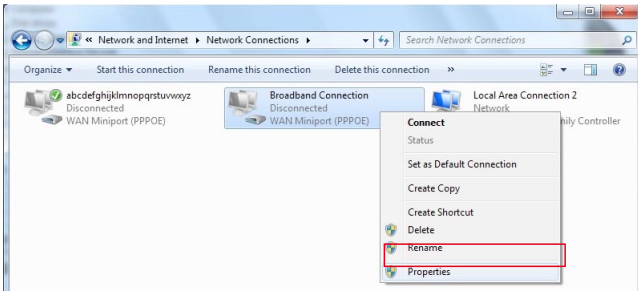 « Network and Internet ▸ Network Connections ▸
Search Network Connections
Organize ▾ Start this connection Rename this connection Delete this connection »
abcdefghijklmnopqrstuvwxyz
Disconnected
WAN Miniport (PPPOE)
Broadband Connection
Disconnected
WAN Miniport (PPPOE)
Local Area Connection 2
Network
Controller
Connect
Status
Set as Default Connection
Create Copy
Create Shortcut
Delete
Rename
Properties